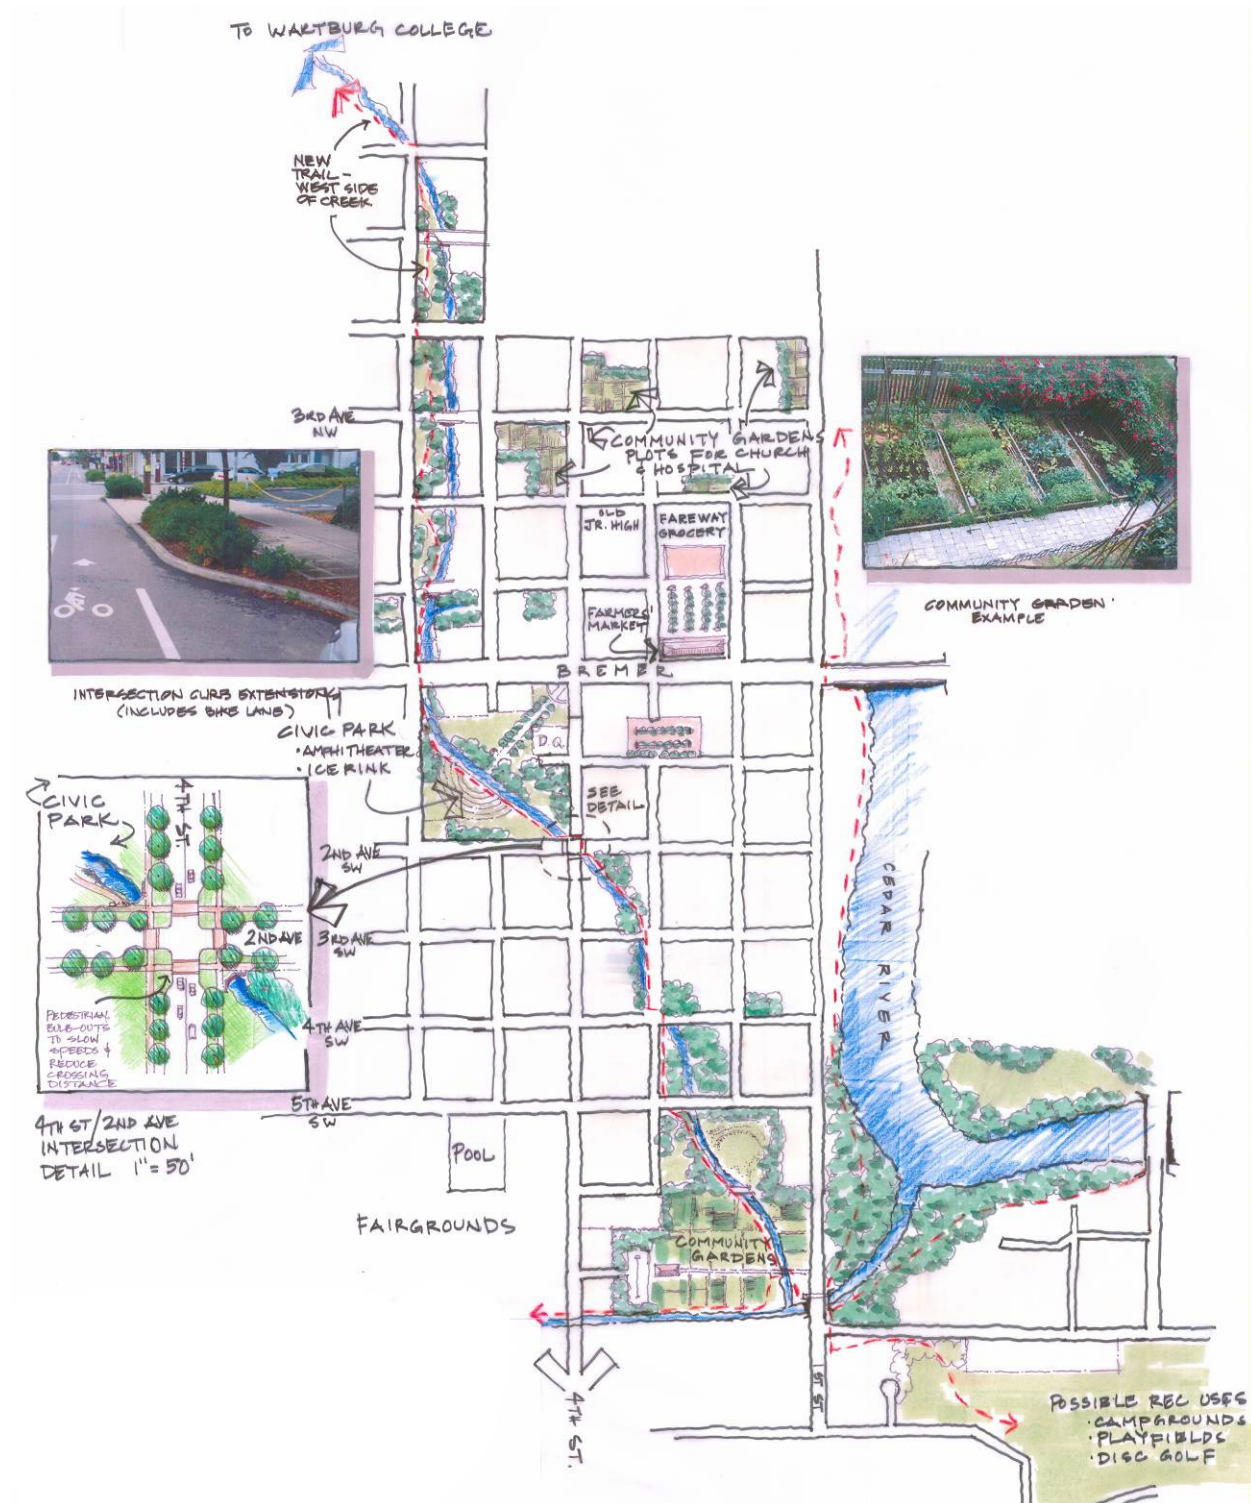 TO WARTBURG COLLEGE
NEW
TRAIL -
WEST SIDE
OF CREEK
3RD AVE
NW
COMMUNITY GARDENS
PLOTS FOR CHURCH
& HOSPITAL
OLD
JR. HIGH
FAREWAY
GROCERY
FARMERS'
MARKET
BREMER
COMMUNITY GARDEN
EXAMPLE
INTERSECTION CURB EXTENSIONS
(INCLUDES BIKE LANE)
CIVIC PARK
· AMPHITHEATER
· ICE RINK
D.Q.
SEE
DETAIL
CIVIC
PARK
4TH ST.
2ND AVE
PEDESTRIAN
BULB-OUTS
TO SLOW
SPEEDS &
REDUCE
CROSSING
DISTANCE
2ND AVE
SW
3RD AVE
SW
4TH AVE
SW
5TH AVE
SW
4TH ST/2ND AVE
INTERSECTION
DETAIL 1"=50'
CEDAR RIVER
POOL
FAIRGROUNDS
COMMUNITY
GARDENS
4TH ST.
ST ST
POSSIBLE REC USES
· CAMPGROUNDS
· PLAYFIELDS
· DISC GOLF